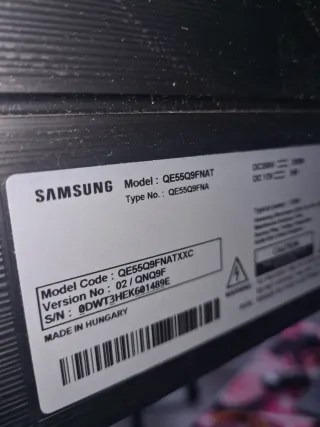 SAMSUNG
Model : QE55Q9FNAT
Type No. : QE55Q9FNA
Model Code : QE55Q9FNATXXC
Version No : 02 / QNQ9F
S/N : 0DWT3HEK601489E
MADE IN HUNGARY